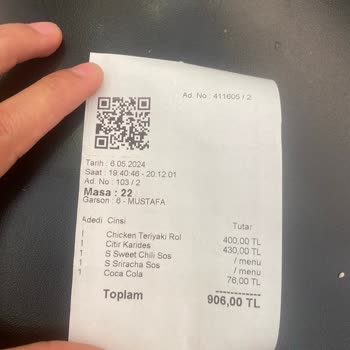 Ad. No : 411605 / 2
Tarih : 6.05.2024
Saat : 19:40:46 - 20:12:01
Ad. No : 103 / 2
Masa : 22
Garson : 6 - MUSTAFA
Adedi Cinsi Tutar
1 Chicken Teriyaki Rol 400,00 TL
1 Citir Karides 430,00 TL
1 S Sweet Chili Sos / menu
1 S Sriracha Sos / menu
1 Coca Cola 76,00 TL
Toplam 906,00 TL